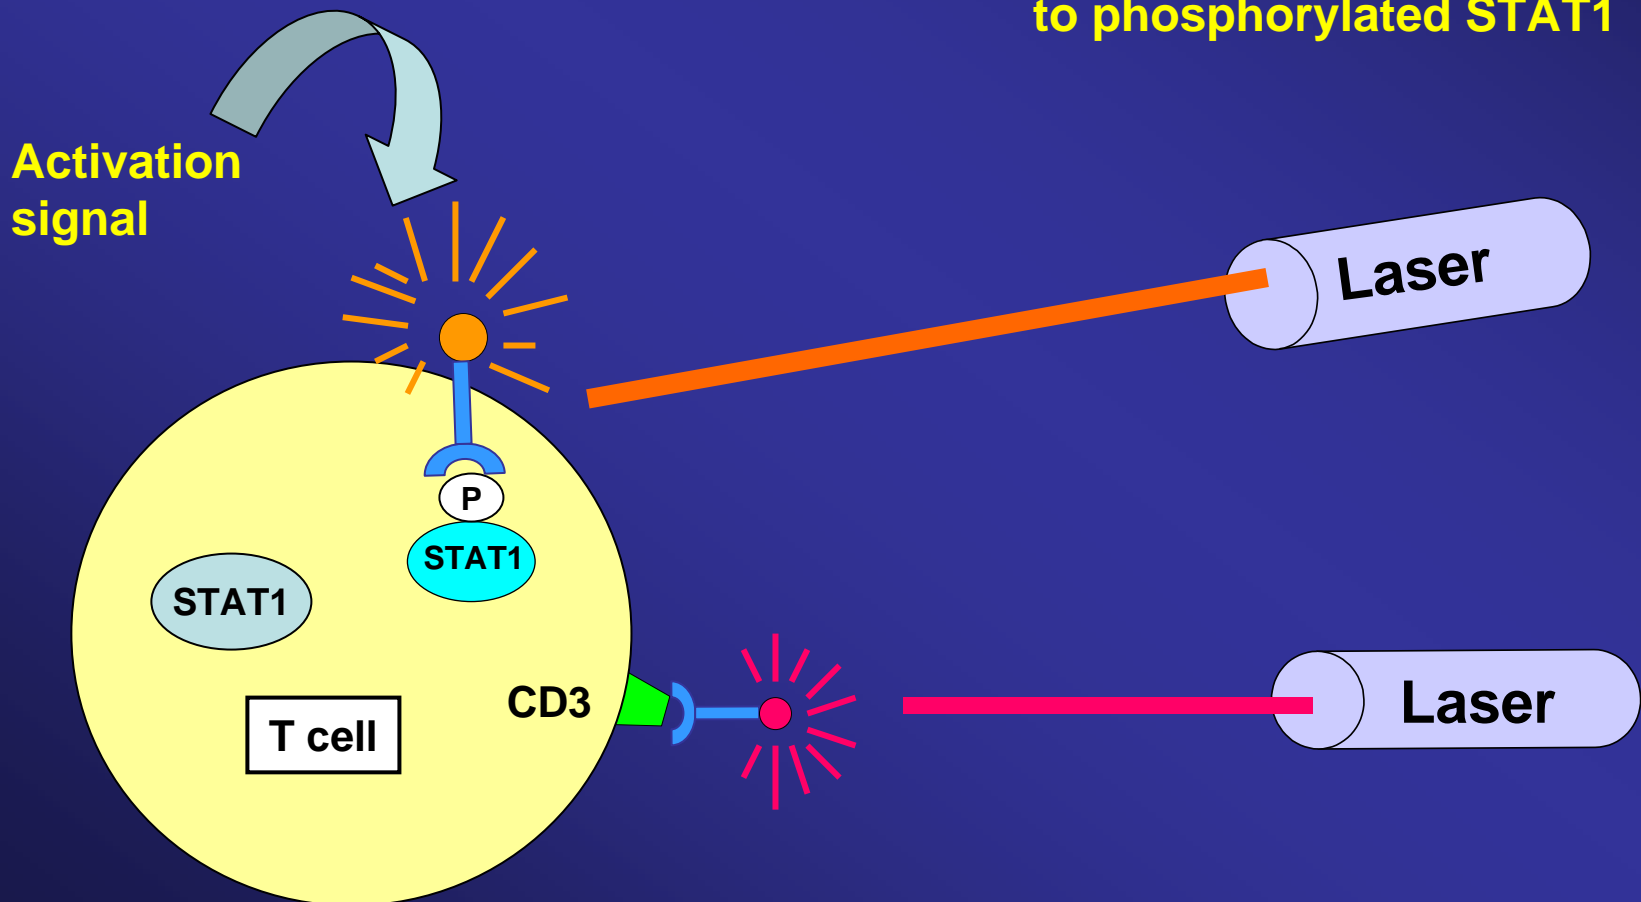 to phosphorylated STAT1
Activation
signal
Laser
P
STAT1
STAT1
CD3
T cell
Laser